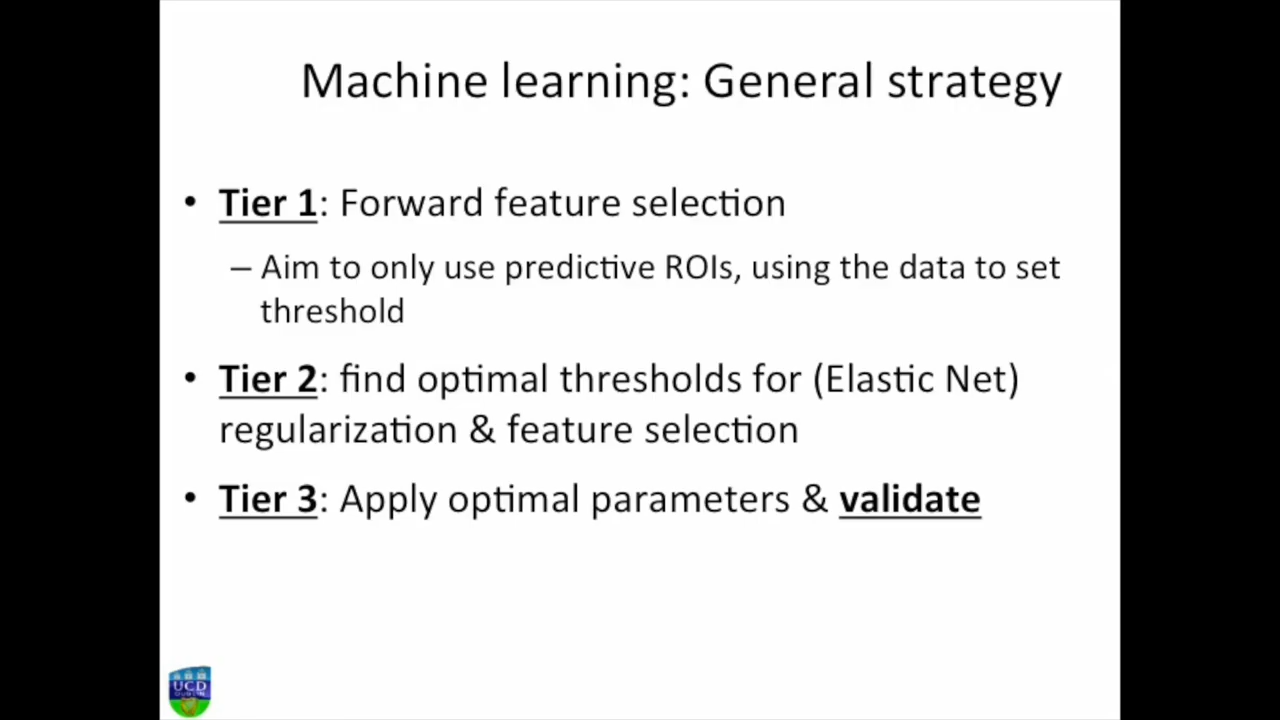 Machine learning: General strategy
• Tier 1: Forward feature selection
– Aim to only use predictive ROIs, using the data to set
threshold
• Tier 2: find optimal thresholds for (Elastic Net)
regularization & feature selection
• Tier 3: Apply optimal parameters & validate
UCD
DUBLIN